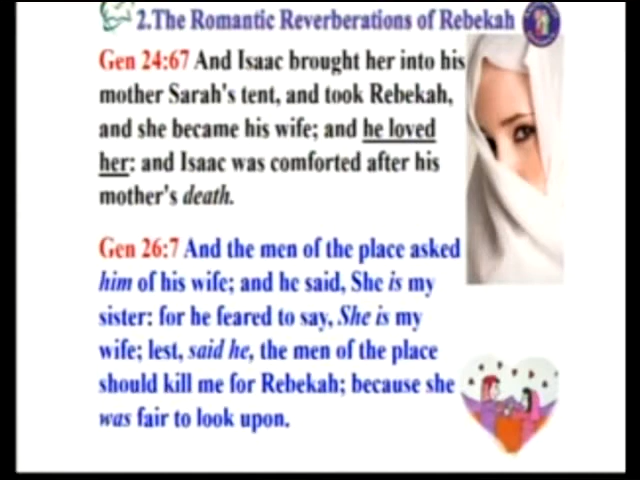 2.The Romantic Reverberations of Rebekah
Gen 24:67 And Isaac brought her into his
mother Sarah's tent, and took Rebekah,
and she became his wife; and he loved
her: and Isaac was comforted after his
mother's death.
Gen 26:7 And the men of the place asked
him of his wife; and he said, She is my
sister: for he feared to say, She is my
wife; lest, said he, the men of the place
should kill me for Rebekah; because she
was fair to look upon.